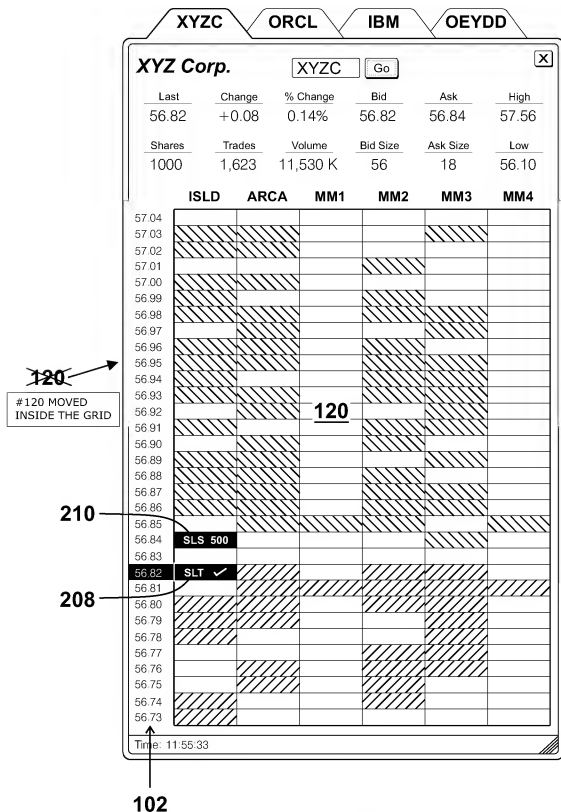 XYZC ORCL IBM OEYDD
XYZ Corp. XYZC Go X
Last Change % Change Bid Ask High
56.82 +0.08 0.14% 56.82 56.84 57.56
Shares Trades Volume Bid Size Ask Size Low
1000 1,623 11,530 K 56 18 56.10
ISLD ARCA MM1 MM2 MM3 MM4
57.04
57.03
57.02
57.01
57.00
56.99
56.98
56.97
56.96
56.95
120
56.94
56.93
#120 MOVED
INSIDE THE GRID
56.92 120
56.91
56.90
56.89
56.88
56.87
56.86
210
56.85
56.84 SLS 500
56.83
56.82 SLT ✓
56.81
208
56.80
56.79
56.78
56.77
56.76
56.75
56.74
56.73
Time: 11:55:33
102